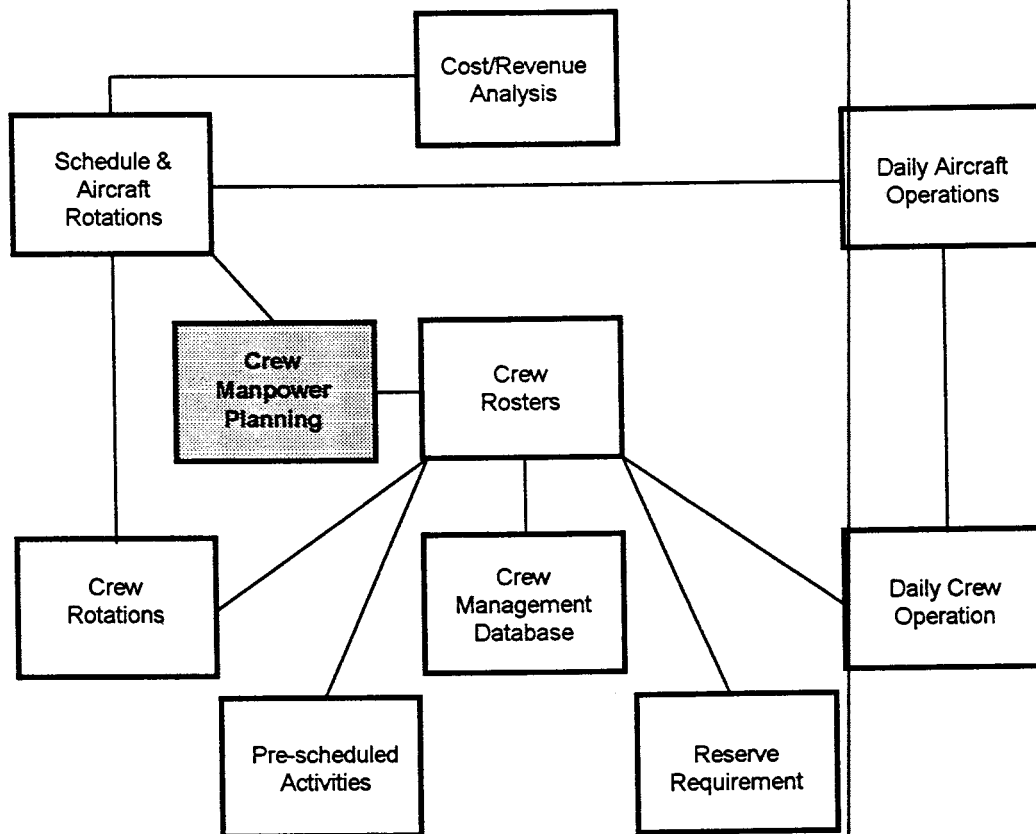 Cost/Revenue
Analysis
Schedule &
Aircraft
Rotations
Daily Aircraft
Operations
Crew
Manpower
Planning
Crew
Rosters
Crew
Rotations
Crew
Management
Database
Daily Crew
Operation
Pre-scheduled
Activities
Reserve
Requirement